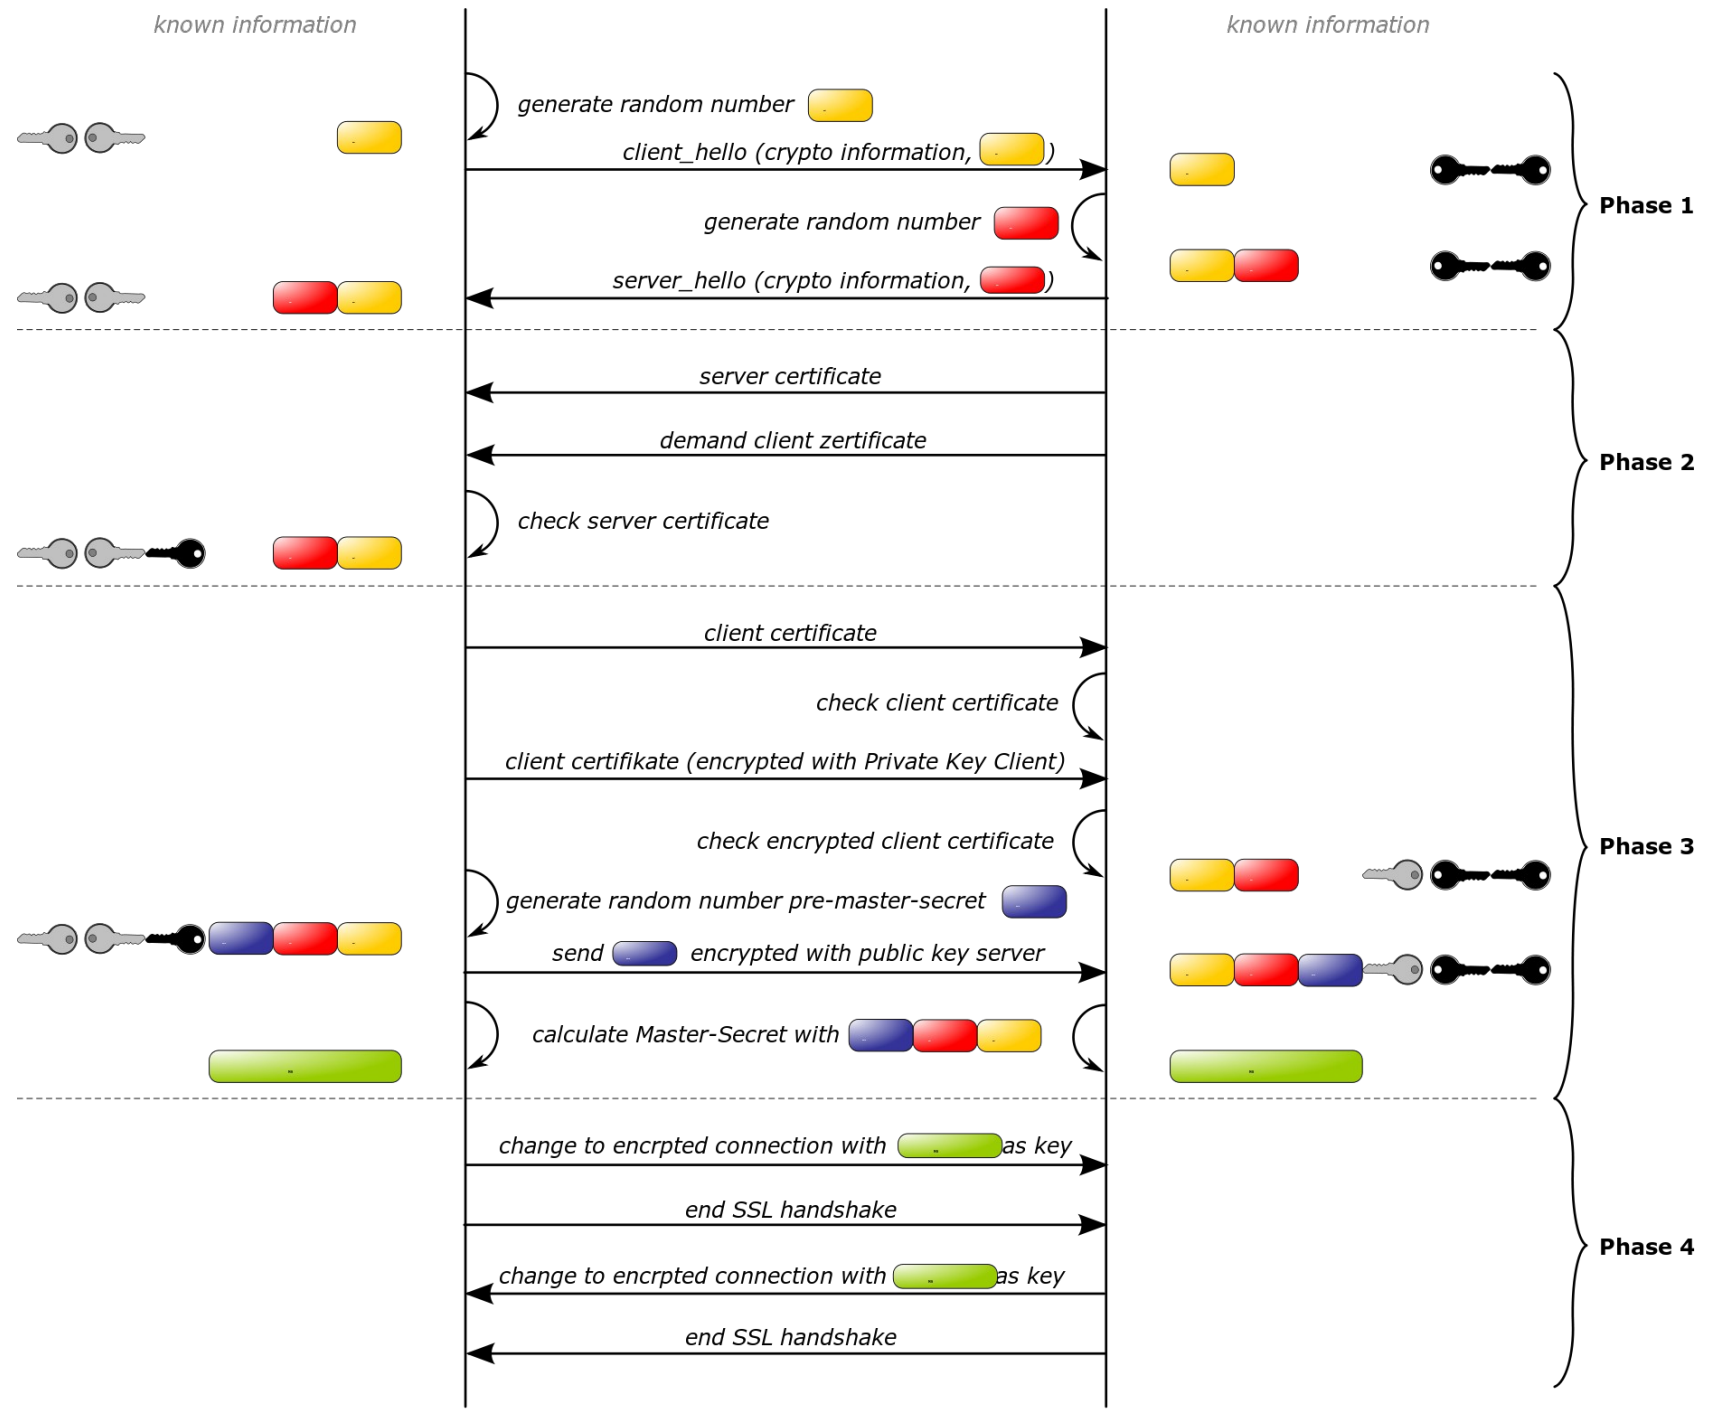 known information
known information
generate random number
client_hello (crypto information, )
generate random number
server_hello (crypto information, )
Phase 1
server certificate
demand client zertificate
check server certificate
Phase 2
client certificate
check client certificate
client certifikate (encrypted with Private Key Client)
check encrypted client certificate
generate random number pre-master-secret
send encrypted with public key server
calculate Master-Secret with
Phase 3
change to encrpted connection with as key
end SSL handshake
change to encrpted connection with as key
end SSL handshake
Phase 4